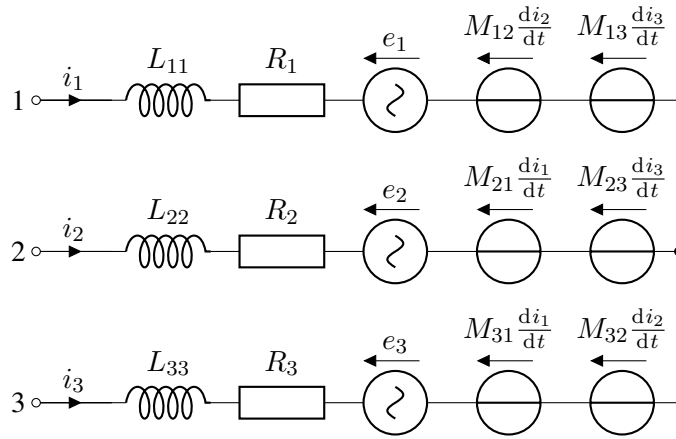 L₁₁ R₁ e₁ M₁₂ di₂/dt M₁₃ di₃/dt
1 i₁
L₂₂ R₂ e₂ M₂₁ di₁/dt M₂₃ di₃/dt
2 i₂
L₃₃ R₃ e₃ M₃₁ di₁/dt M₃₂ di₂/dt
3 i₃